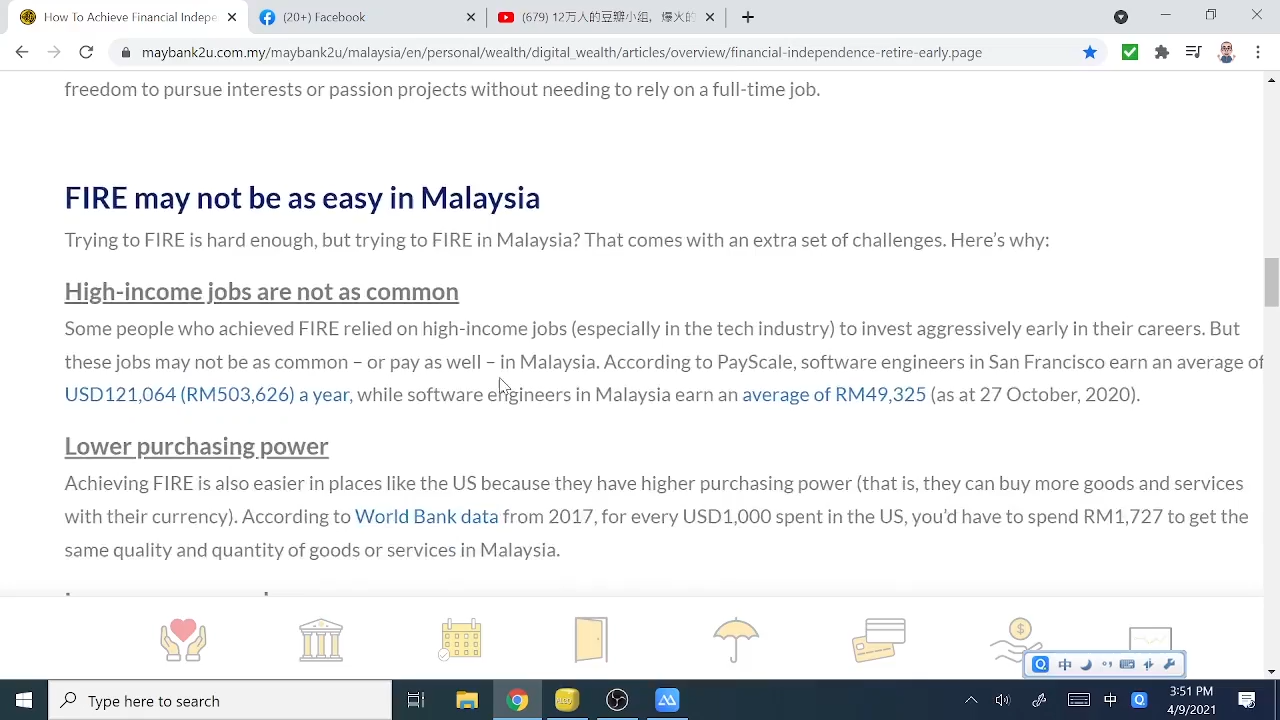 How to Achieve Financial Indep
(20+) Facebook
(679) 12万人的豆瓣小组，爆火的
maybank2u.com.my/maybank2u/malaysia/en/personal/wealth/digital_wealth/articles/overview/financial-independence-retire-early.page
freedom to pursue interests or passion projects without needing to rely on a full-time job.
FIRE may not be as easy in Malaysia
Trying to FIRE is hard enough, but trying to FIRE in Malaysia? That comes with an extra set of challenges. Here’s why:
High-income jobs are not as common
Some people who achieved FIRE relied on high-income jobs (especially in the tech industry) to invest aggressively early in their careers. But
these jobs may not be as common – or pay as well – in Malaysia. According to PayScale, software engineers in San Francisco earn an average of
USD121,064 (RM503,626) a year, while software engineers in Malaysia earn an average of RM49,325 (as at 27 October, 2020).
Lower purchasing power
Achieving FIRE is also easier in places like the US because they have higher purchasing power (that is, they can buy more goods and services
with their currency). According to World Bank data from 2017, for every USD1,000 spent in the US, you’d have to spend RM1,727 to get the
same quality and quantity of goods or services in Malaysia.
中
Type here to search
中
3:51 PM
4/9/2021